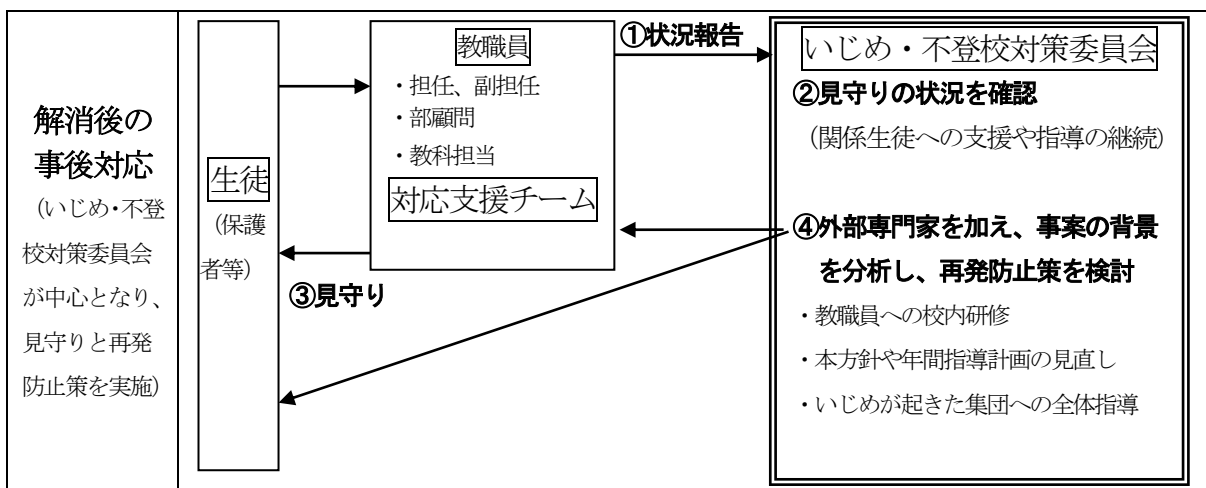 解消後の
事後対応
（いじめ・不登
校対策委員会
が中心となり、
見守りと再発
防止策を実施）
生徒
（保護
者等）
教職員
・担任、副担任
・部顧問
・教科担当
対応支援チーム
①状況報告
③見守り
いじめ・不登校対策委員会
②見守りの状況を確認
（関係生徒への支援や指導の継続）
④外部専門家を加え、事案の背景
を分析し、再発防止策を検討
・教職員への校内研修
・本方針や年間指導計画の見直し
・いじめが起きた集団への全体指導